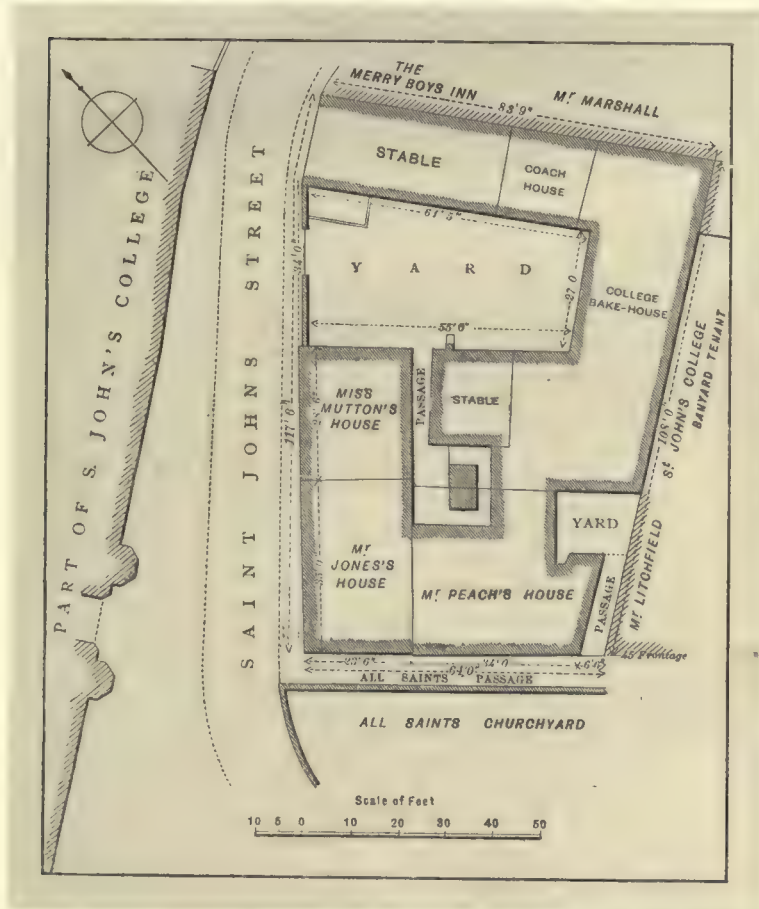 THE
MERRY BOYS INN
Mr MARSHALL
83'9"
STABLE
COACH
HOUSE
61'5"
YARD
34'0"
27'0
55'6"
COLLEGE
BAKE-HOUSE
PART OF S. JOHN'S COLLEGE
SAINT JOHNS STREET
117'6"
MISS
MUTTON'S
HOUSE
PASSAGE
STABLE
St JOHN'S COLLEGE
BANYARD TENANT
108'0"
YARD
Mr
JONES'S
HOUSE
Mr PEACH'S HOUSE
PASSAGE
Mr LITCHFIELD
23'6"
34'0
6'6"
64'0"
45 Frontage
ALL SAINTS PASSAGE
ALL SAINTS CHURCHYARD
Scale of Feet
10 5 0 10 20 30 40 50